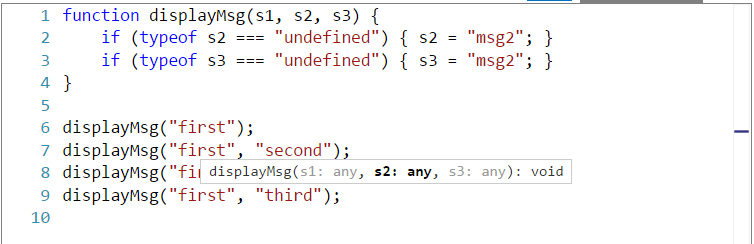 1 function displayMsg(s1, s2, s3) {
2 if (typeof s2 === "undefined") { s2 = "msg2"; }
3 if (typeof s3 === "undefined") { s3 = "msg2"; }
4 }
5
6 displayMsg("first");
7 displayMsg("first", "second");
8 displayMsg("fi displayMsg(s1: any, s2: any, s3: any): void
9 displayMsg("first", "third");
10